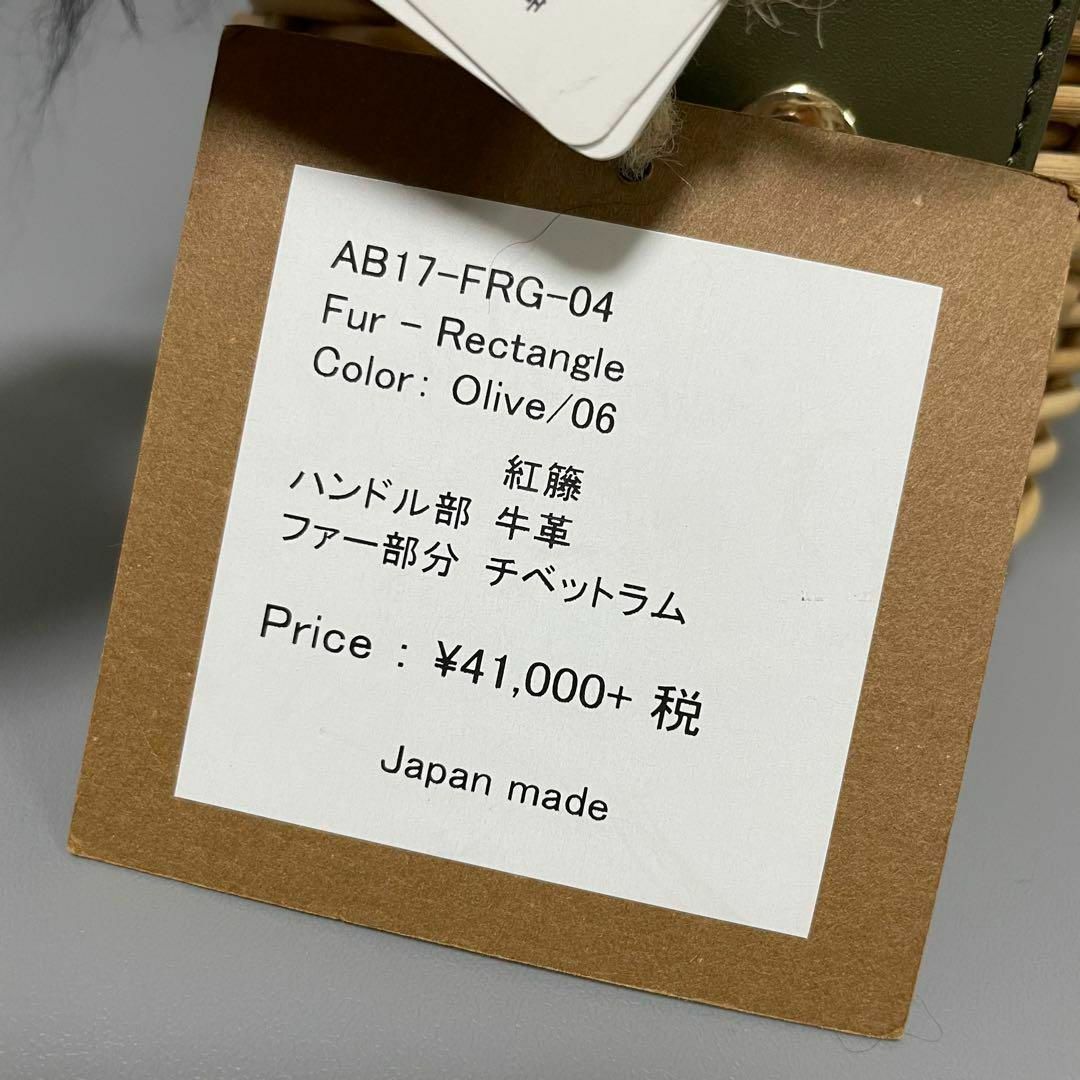 AB17-FRG-04
Fur - Rectangle
Color: Olive/06
紅籐
ハンドル部 牛革
ファー部分 チベットラム
Price : ¥41,000+ 税
Japan made